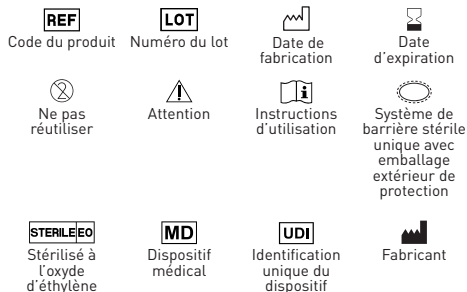 REF
Code du produit
LOT
Numéro du lot
Date de
fabrication
Date
d'expiration
2
Ne pas
réutiliser
Attention
i
Instructions
d'utilisation
Système de
barrière stérile
unique avec
emballage
extérieur de
protection
STERILE EO
Stérilisé à
l'oxyde
d'éthylène
MD
Dispositif
médical
UDI
Identification
unique du
dispositif
Fabricant